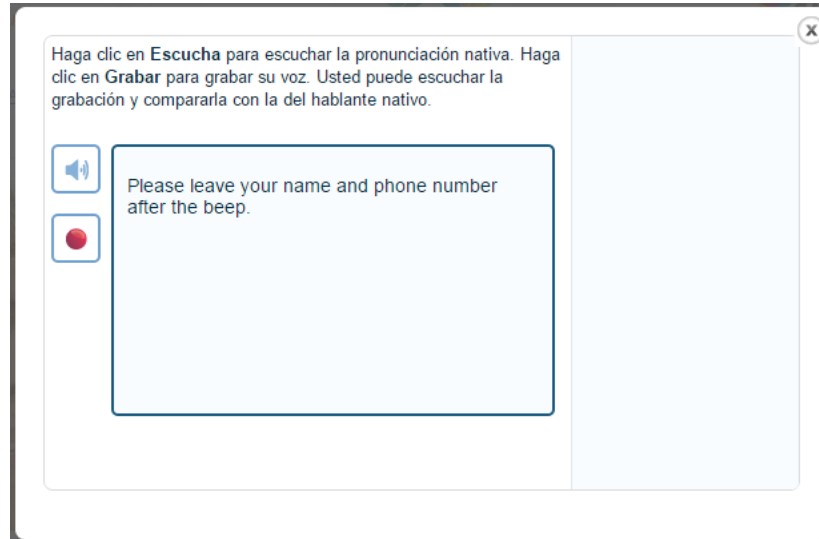 Haga clic en Escucha para escuchar la pronunciación nativa. Haga
clic en Grabar para grabar su voz. Usted puede escuchar la
grabación y compararla con la del hablante nativo.
Please leave your name and phone number
after the beep.
x